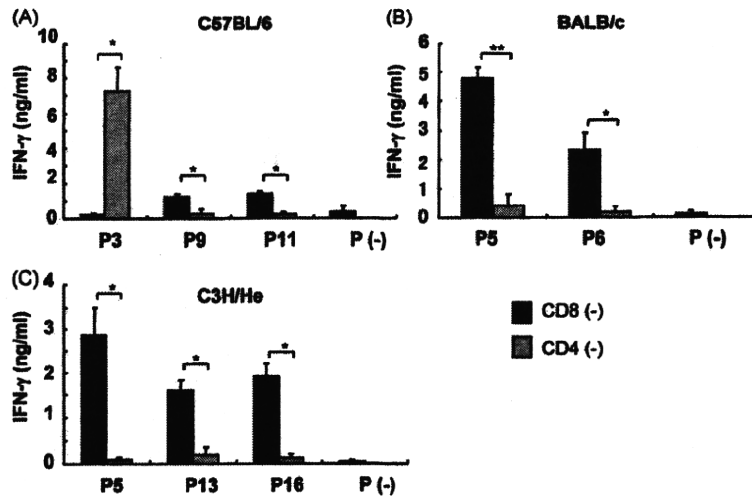 (A)
C57BL/6
IFN-γ (ng/ml)
10
8
6
4
2
0
*
*
*
P3 P9 P11 P (-)
(B)
BALB/c
IFN-γ (ng/ml)
6
5
4
3
2
1
0
**
*
P5 P6 P (-)
(C)
C3H/He
IFN-γ (ng/ml)
4
3
2
1
0
*
*
*
P5 P13 P16 P (-)
CD8 (-)
CD4 (-)